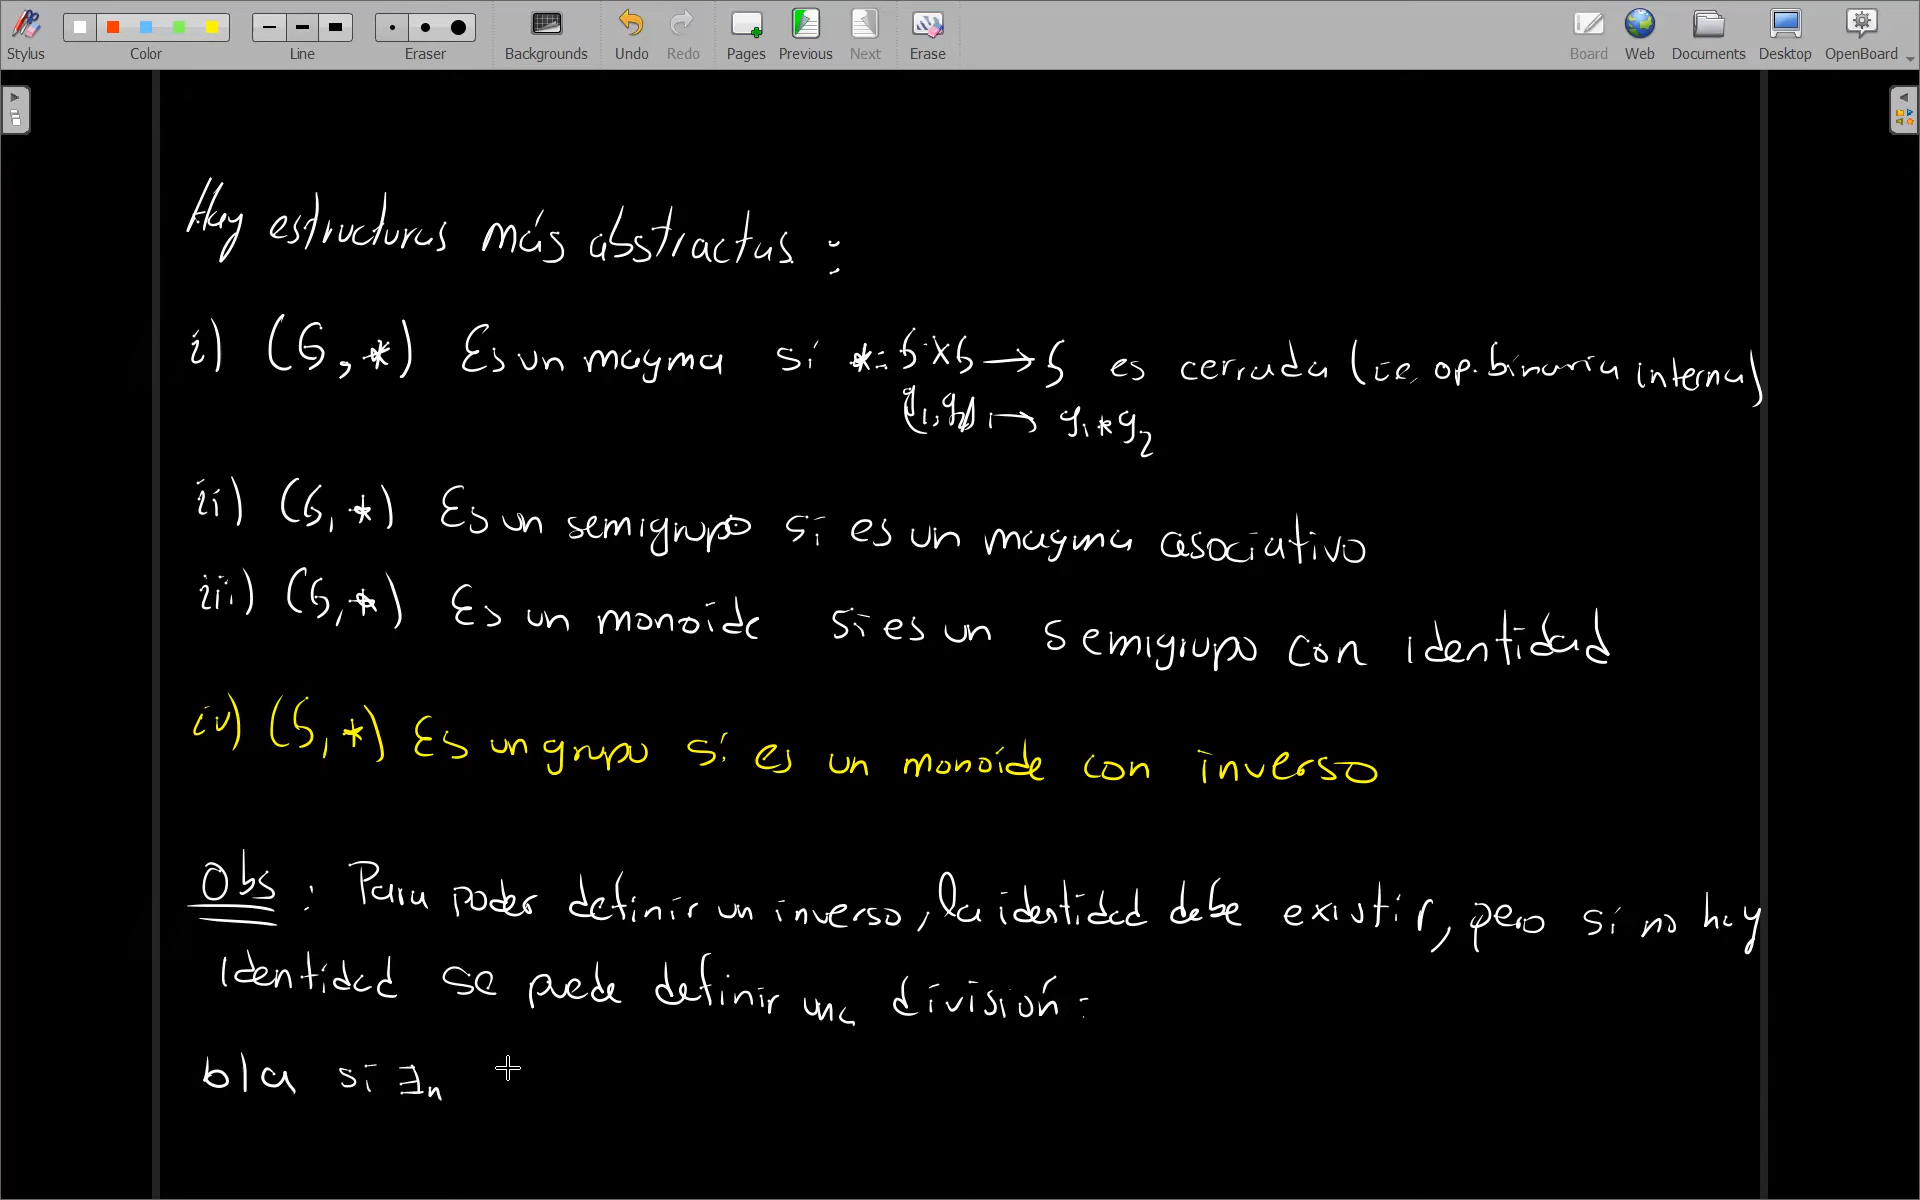 Stylus Color Line Eraser Backgrounds Undo Redo Pages Previous Next Erase Board Web Documents Desktop OpenBoard
Hay estructuras más abstractas :
i) (G,*) Es un magma si *: G×G → G es cerrada (i.e. op. binaria interna)
(g₁,g₂) ↦ g₁*g₂
ii) (G,*) Es un semigrupo si es un magma asociativo
iii) (G,*) Es un monoide si es un semigrupo con identidad
iv) (G,*) Es un grupo si es un monoide con inverso
Obs : Para poder definir un inverso, la identidad debe existir, pero si no hay
identidad se puede definir una división :
b|a si ∃n